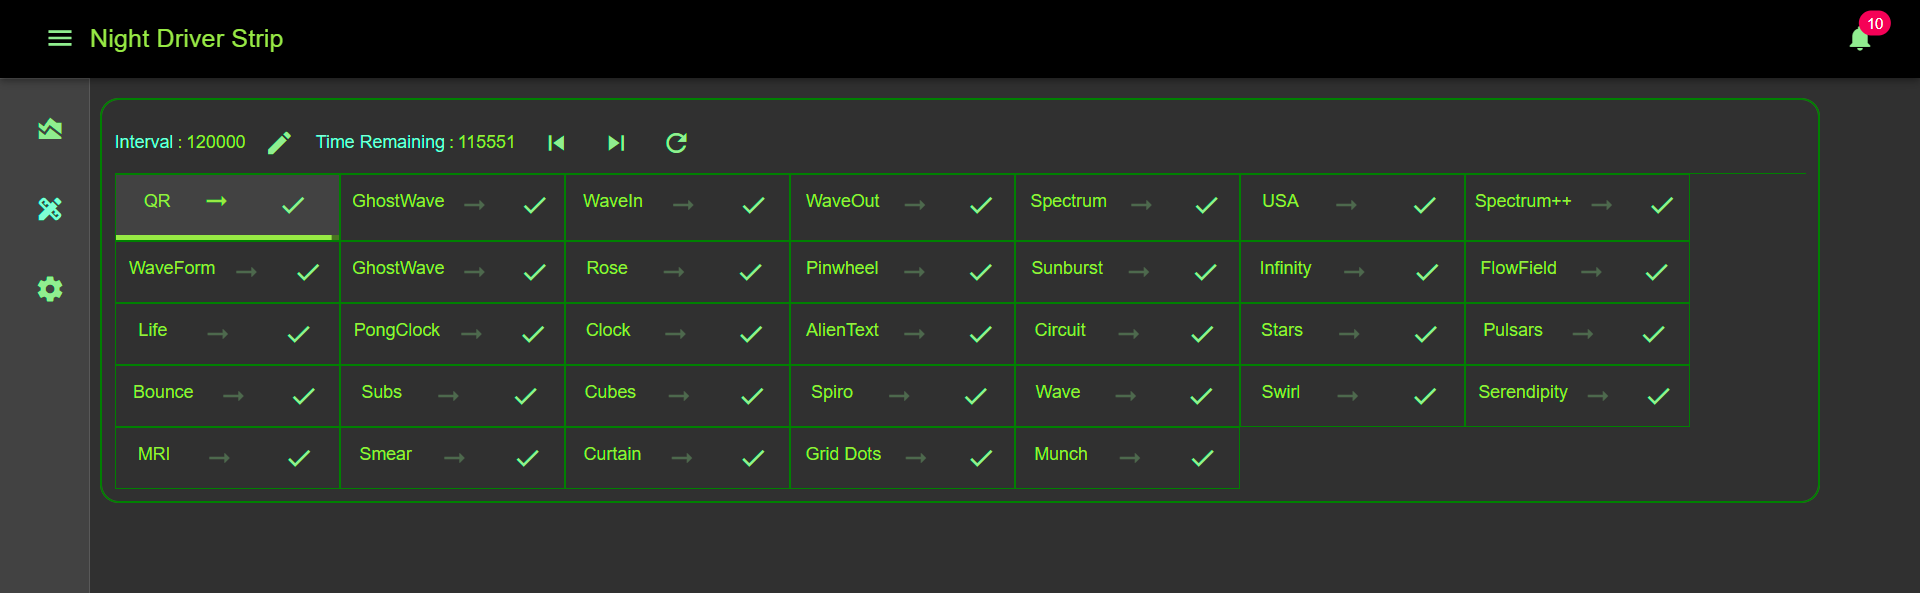 Night Driver Strip
10
Interval : 120000 Time Remaining : 115551
QR GhostWave WaveIn WaveOut Spectrum USA Spectrum++
WaveForm GhostWave Rose Pinwheel Sunburst Infinity FlowField
Life PongClock Clock AlienText Circuit Stars Pulsars
Bounce Subs Cubes Spiro Wave Swirl Serendipity
MRI Smear Curtain Grid Dots Munch